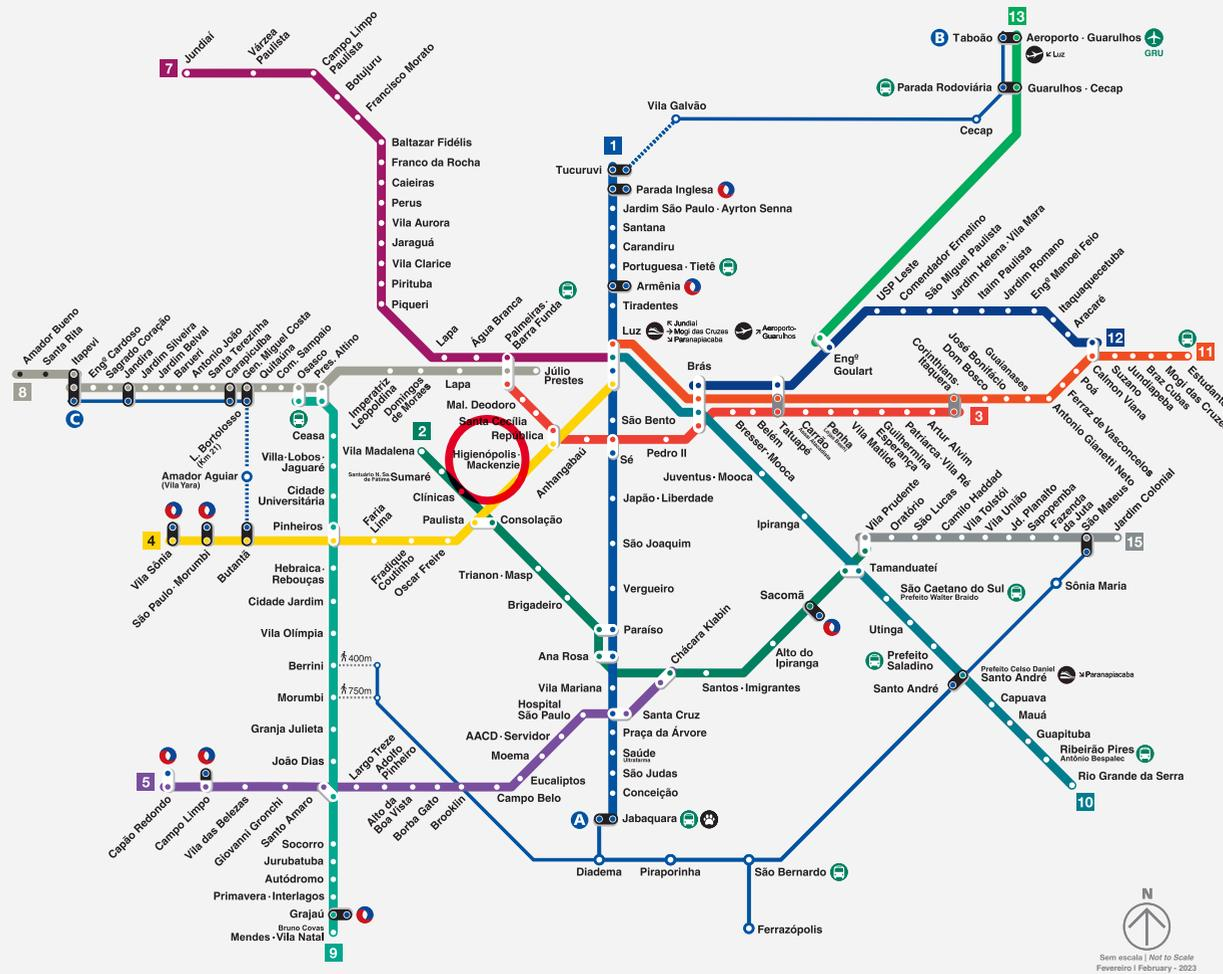 13
B
Taboão
Aeroporto · Guarulhos
GRU
Luz
Parada Rodoviária
Guarulhos · Cecap
Vila Galvão
Cecap
7
Jundiaí
Várzea
Paulista
Campo Limpo
Paulista
Botujuru
Francisco Morato
Baltazar Fidélis
Franco da Rocha
Caieiras
Perus
Vila Aurora
Jaraguá
Vila Clarice
Pirituba
Piqueri
Lapa
Água Branca
Palmeiras·
Barra Funda
1
Tucuruvi
Parada Inglesa
Jardim São Paulo · Ayrton Senna
Santana
Carandiru
Portuguesa · Tietê
Armênia
Tiradentes
Luz
Jundiaí
Mogi das Cruzes
Paranapiacaba
Aeroporto-
Guarulhos
USP Leste
Comendador Ermelino
São Miguel Paulista
Jardim Helena · Vila Mara
Itaim Paulista
Jardim Romano
Engº Manoel Feio
Itaquaquecetuba
Aracaré
12
11
Engº
Goulart
Brás
Calmon Viana
Suzano
Jundiapeba
Braz Cubas
Mogi das Cruzes
Estudantes
Poá
Ferraz de Vasconcelos
Antonio Gianetti Neto
Guaianases
José Bonifácio
Dom Bosco
Corinthians·
Itaquera
3
Artur Alvim
Patriarca · Vila Ré
Guilhermina
Esperança
Vila Matilde
Penha
Carrão
Tatuapé
Belém
Bresser · Mooca
Amador Bueno
Santa Rita
Itapevi
Engº Cardoso
Sagrado Coração
Jandira
Jardim Silveira
Jardim Belval
Barueri
Antonio João
Santa Terezinha
Carapicuíba
Gen. Miguel Costa
Quitaúna
Com. Sampaio
Osasco
Pres. Altino
8
C
Imperatriz
Leopoldina
Domingos
de Moraes
Lapa
Júlio
Prestes
Mal. Deodoro
Santa Cecília
República
Higienópolis ·
Mackenzie
Anhangabaú
São Bento
Pedro II
Sé
L. Bortolosso
(Km 21)
Amador Aguiar
(Vila Yara)
Ceasa
Villa-Lobos·
Jaguaré
Cidade
Universitária
Pinheiros
2
Vila Madalena
Santuário N. Sa.
de Fátima
Sumaré
Clínicas
Paulista
Consolação
4
Vila Sônia
São Paulo · Morumbi
Butantã
Faria
Lima
Fradique
Coutinho
Oscar Freire
Hebraica ·
Rebouças
Cidade Jardim
Vila Olímpia
Berrini
400m
Morumbi
750m
Granja Julieta
João Dias
Trianon · Masp
Brigadeiro
Japão · Liberdade
São Joaquim
Vergueiro
Paraíso
Ana Rosa
Vila Mariana
Chácara Klabin
Santos · Imigrantes
Alto do
Ipiranga
Sacomã
Juventus · Mooca
Ipiranga
Tamanduateí
Vila Prudente
Oratório
São Lucas
Camilo Haddad
Vila Tolstói
Vila União
Jd. Planalto
Sapopemba
Fazenda
da Juta
São Mateus
Jardim Colonial
15
Sônia Maria
São Caetano do Sul
Prefeito Walter Braido
Utinga
Prefeito
Saladino
Prefeito Celso Daniel
Santo André
Paranapiacaba
Santo André
Capuava
Mauá
Guapituba
Ribeirão Pires
Antônio Bespalec
Rio Grande da Serra
10
Hospital
São Paulo
Santa Cruz
AACD · Servidor
Moema
Eucaliptos
Campo Belo
Praça da Árvore
Saúde
Ultrafarma
São Judas
Conceição
A
Jabaquara
5
Capão Redondo
Campo Limpo
Vila das Belezas
Giovanni Gronchi
Santo Amaro
Largo Treze
Adolfo
Pinheiro
Alto da
Boa Vista
Borba Gato
Brooklin
Diadema
Piraporinha
São Bernardo
Ferrazópolis
Socorro
Jurubatuba
Autódromo
Primavera · Interlagos
Grajaú
Bruno Covas
Mendes · Vila Natal
9
N
Sem escala | Not to Scale
Fevereiro | February - 2023